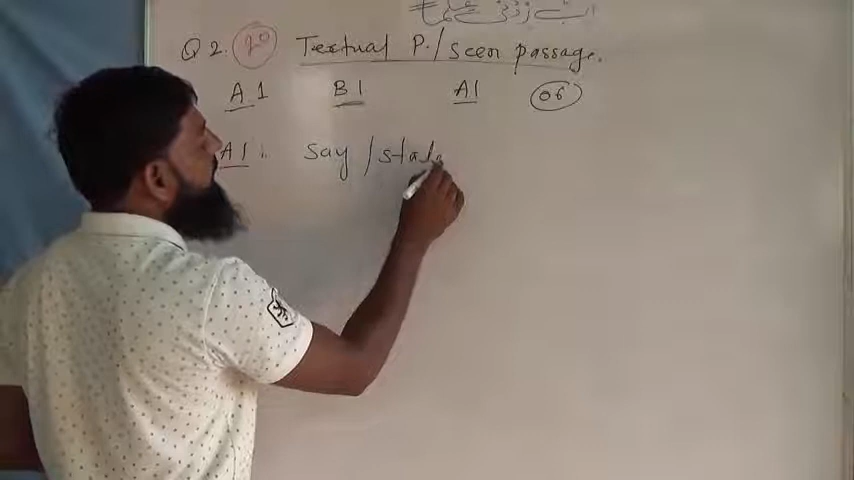 Q 2. 20 Textual P./ Seen passage.
A.1 B 1 A1 06
A1 say / state